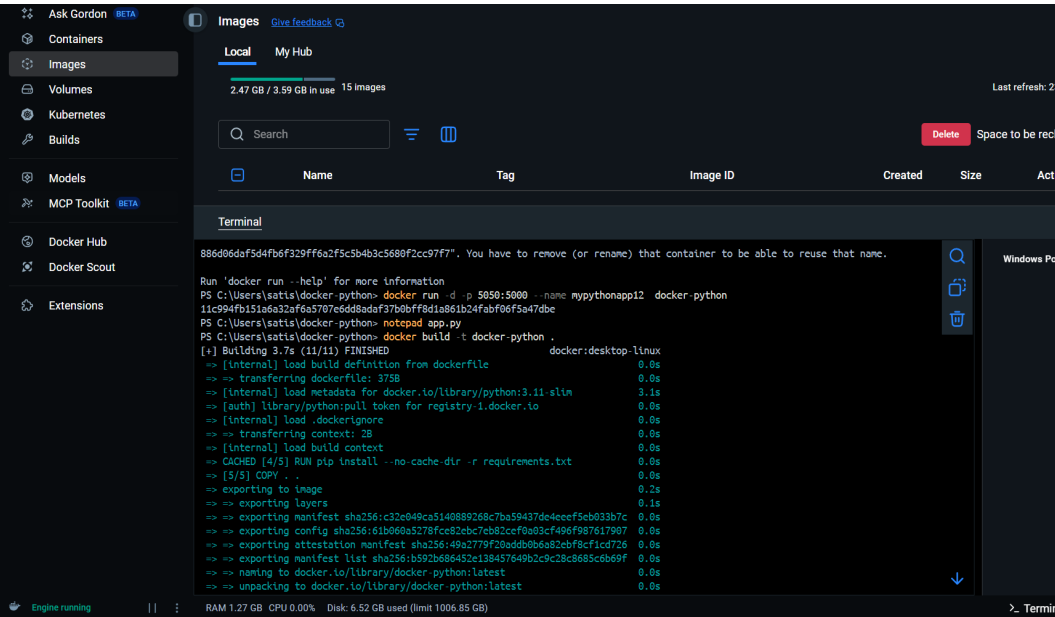 Ask Gordon BETA
Containers
Images
Volumes
Kubernetes
Builds
Models
MCP Toolkit BETA
Docker Hub
Docker Scout
Extensions
Images Give feedback
Local My Hub
2.47 GB / 3.59 GB in use 15 images
Last refresh: 2
Search
Delete Space to be recl
Name Tag Image ID Created Size Act
Terminal
886d06daf5d4fb6f329ff6a2f5c5b4b3c5680f2cc97f7". You have to remove (or rename) that container to be able to reuse that name.
Windows Po
Run 'docker run --help' for more information
PS C:\Users\satis\docker-python> docker run -d -p 5050:5000 --name mypythonapp12 docker-python
11c994fb151a6a32af6a5707e6dd8adaf37b0bff8d1a861b24fabf06f5a47dbe
PS C:\Users\satis\docker-python> notepad app.py
PS C:\Users\satis\docker-python> docker build -t docker-python .
[+] Building 3.7s (11/11) FINISHED docker:desktop-linux
=> [internal] load build definition from dockerfile 0.0s
=> => transferring dockerfile: 375B 0.0s
=> [internal] load metadata for docker.io/library/python:3.11-slim 3.1s
=> [auth] library/python:pull token for registry-1.docker.io 0.0s
=> [internal] load .dockerignore 0.0s
=> => transferring context: 2B 0.0s
=> [internal] load build context 0.0s
=> CACHED [4/5] RUN pip install --no-cache-dir -r requirements.txt 0.0s
=> [5/5] COPY . . 0.0s
=> exporting to image 0.2s
=> => exporting layers 0.1s
=> => exporting manifest sha256:c32e049ca5140889268c7ba59437de4eeef5eb033b7c 0.0s
=> => exporting config sha256:61b060a5278fce82ebc7eb82cef0a03cf496f987617907 0.0s
=> => exporting attestation manifest sha256:49a2779f20addb0b6a82ebf8cf1cd726 0.0s
=> => exporting manifest list sha256:b592b686452e138457649b2c9c28c8685c6b69f 0.0s
=> => naming to docker.io/library/docker-python:latest 0.0s
=> => unpacking to docker.io/library/docker-python:latest 0.0s
Engine running RAM 1.27 GB CPU 0.00% Disk: 6.52 GB used (limit 1006.85 GB) >_ Termin